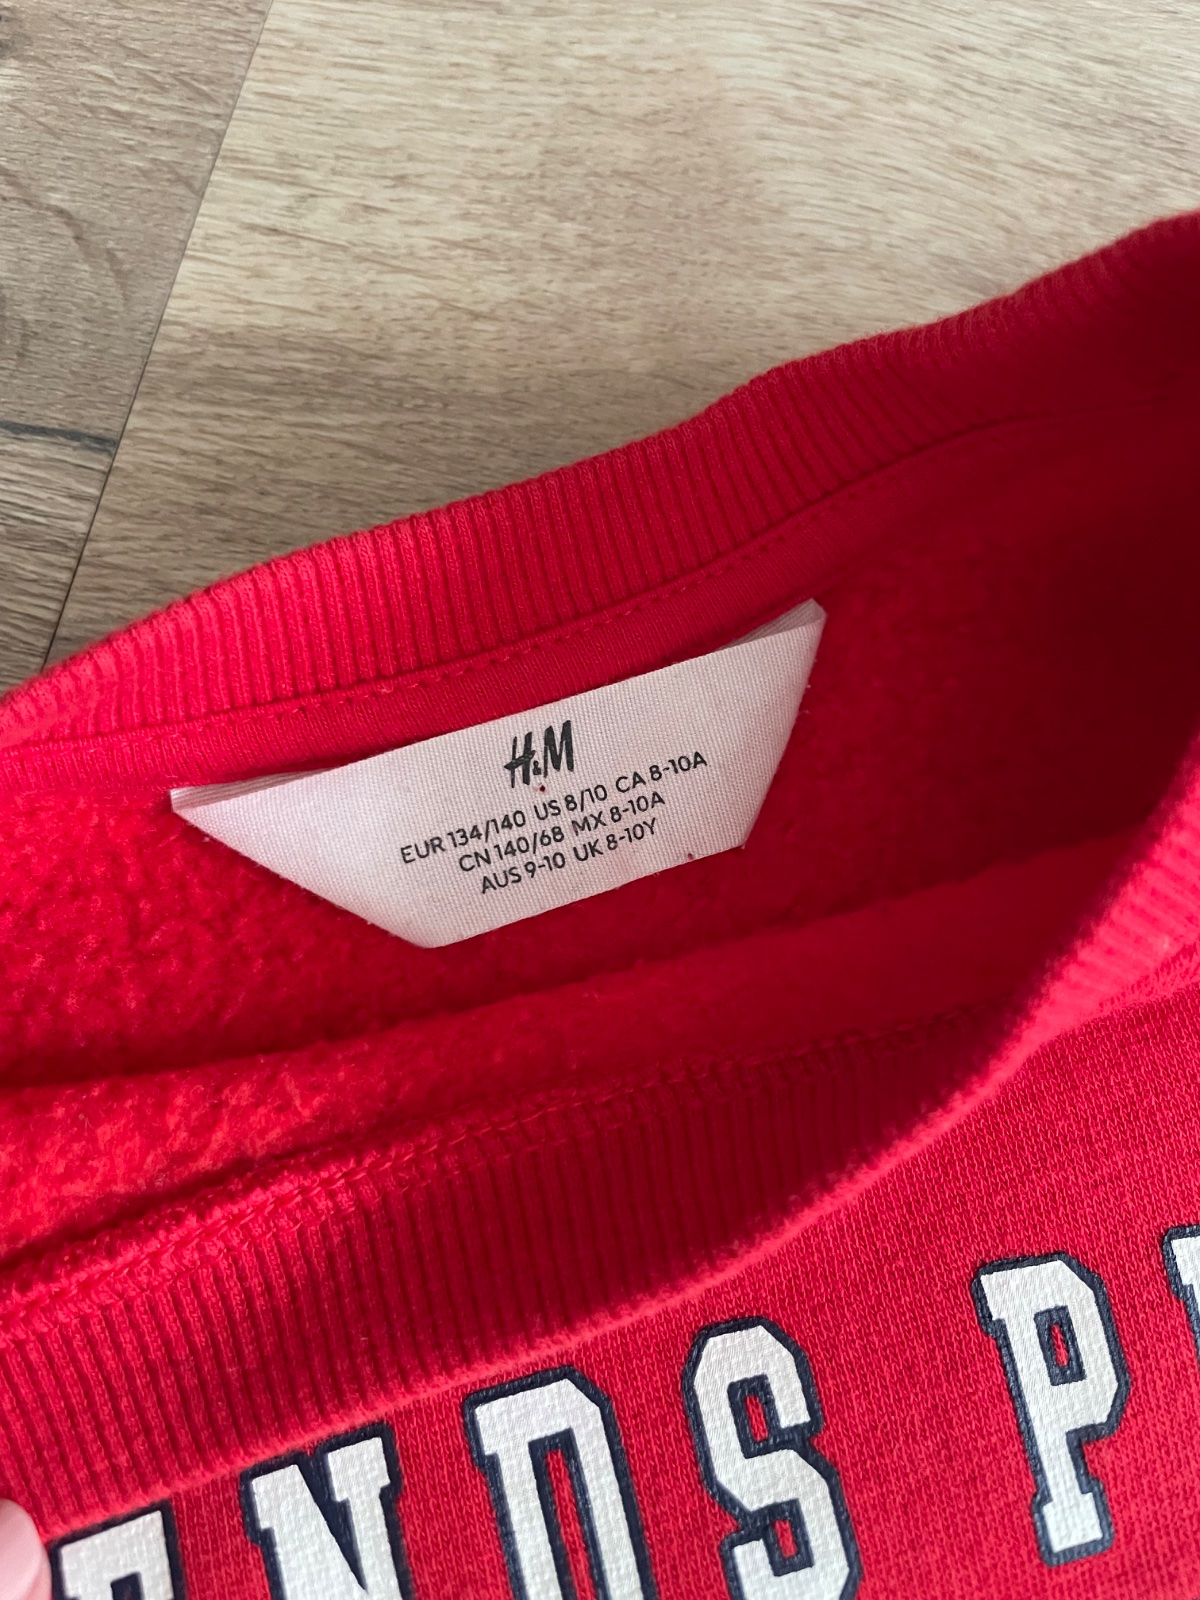 H&M
EUR 134/140 US 8/10 CA 8-10A
CN 140/68 MX 8-10A
AUS 9-10 UK 8-10Y
ENDS P